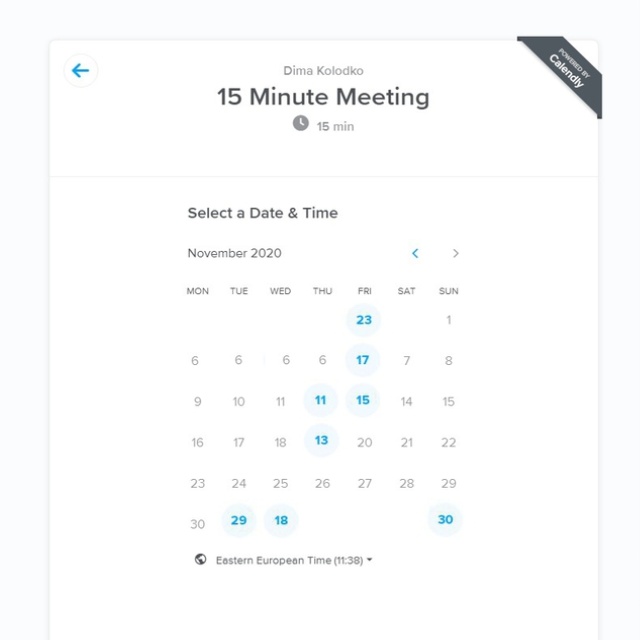 POWERED BY
Calendly
Dima Kolodko
15 Minute Meeting
15 min
Select a Date & Time
November 2020
MON TUE WED THU FRI SAT SUN
23 1
6 6 6 6 17 7 8
9 10 11 11 15 14 15
16 17 18 13 20 21 22
23 24 25 26 27 28 29
30 29 18 30
Eastern European Time (11:38)